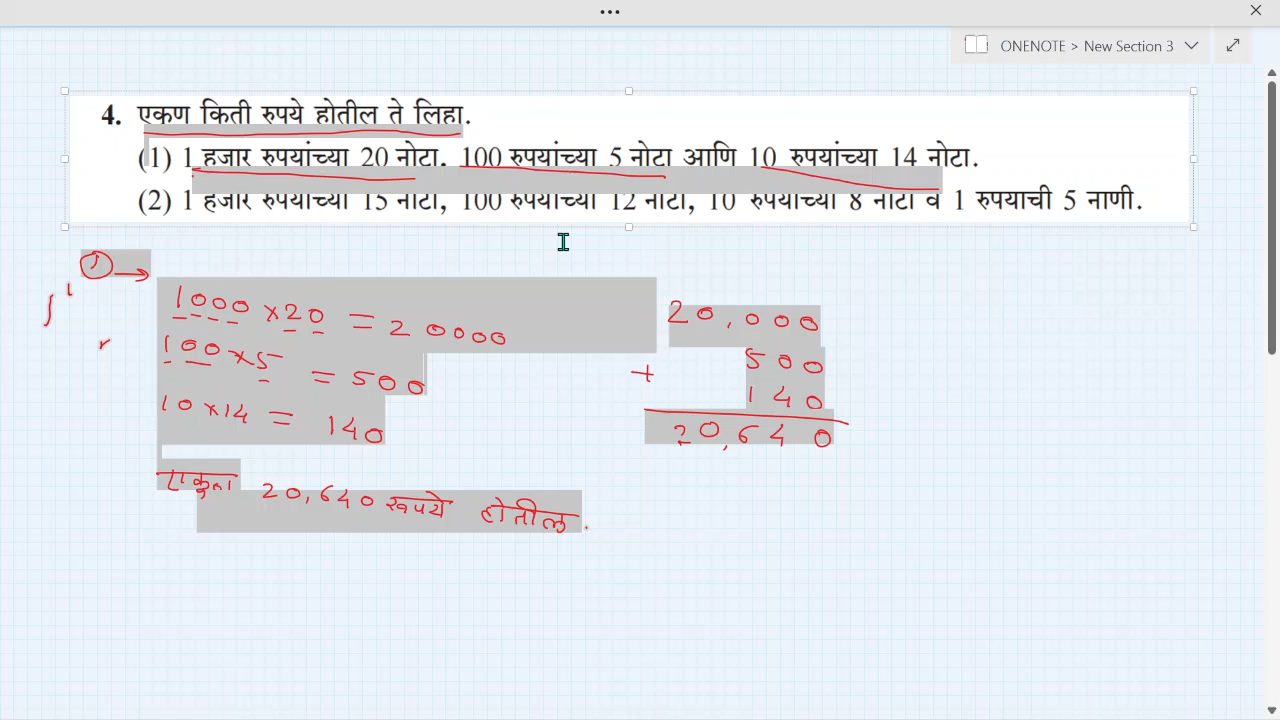 ONENOTE > New Section 3
4. एकण किती रुपये होतील ते लिहा.
(1) 1 हजार रुपयांच्या 20 नोटा, 100 रुपयांच्या 5 नोटा आणि 10 रुपयांच्या 14 नोटा.
(2) 1 हजार रुपयांच्या 15 नोटा, 100 रुपयांच्या 12 नोटा, 10 रुपयांच्या 8 नोटा व 1 रुपयाची 5 नाणी.
1 →
1000 × 20 = 20000
100 × 5 = 500
10 × 14 = 140
20,000
500
+
140
20,640
एकूण 20,640 रुपये होतील.